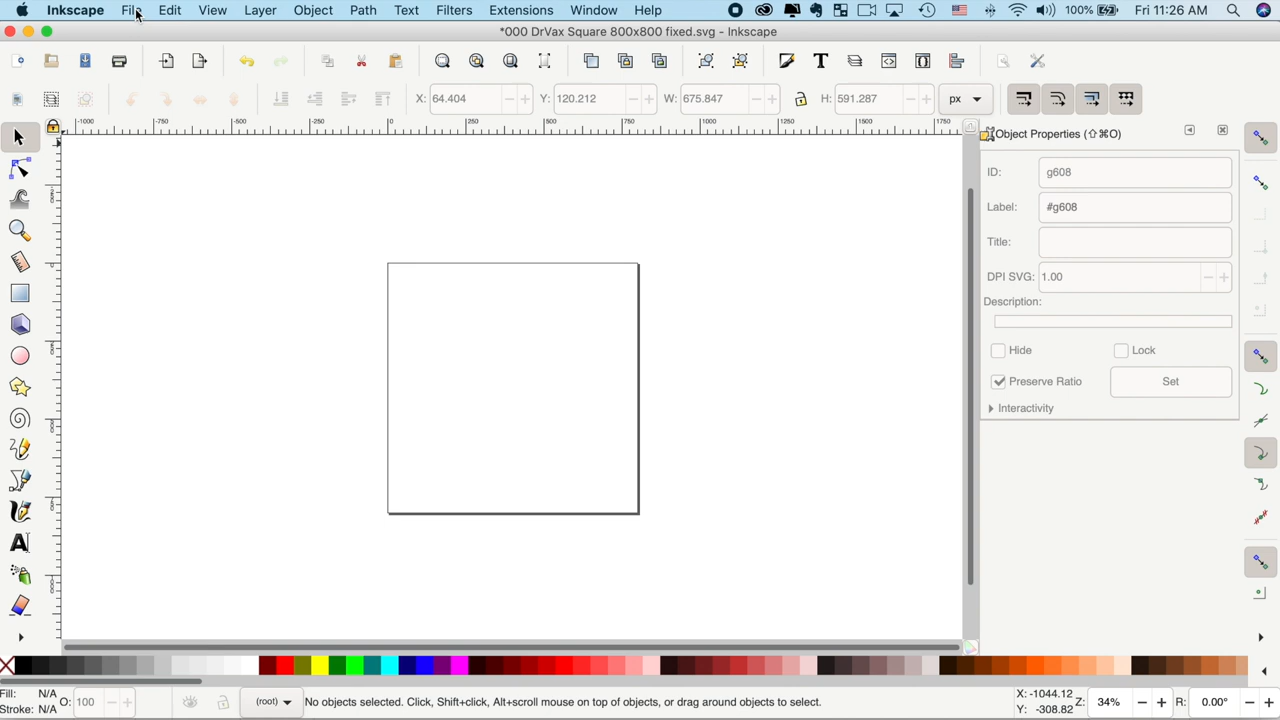 Inkscape File Edit View Layer Object Path Text Filters Extensions Window Help 100% Fri 11:26 AM
*000 DrVax Square 800x800 fixed.svg - Inkscape
X: 64.404 Y: 120.212 W: 675.847 H: 591.287 px
-1000 -750 -500 -250 0 250 500 750 1000 1250 1500 1750
Object Properties (⇧⌘O)
ID: g608
Label: #g608
Title:
DPI SVG: 1.00
Description:
Hide Lock
Preserve Ratio Set
Interactivity
Fill: N/A O: 100 (root) No objects selected. Click, Shift+click, Alt+scroll mouse on top of objects, or drag around objects to select. X: -1044.12 Z: 34% R: 0.00°
Stroke: N/A Y: -308.82